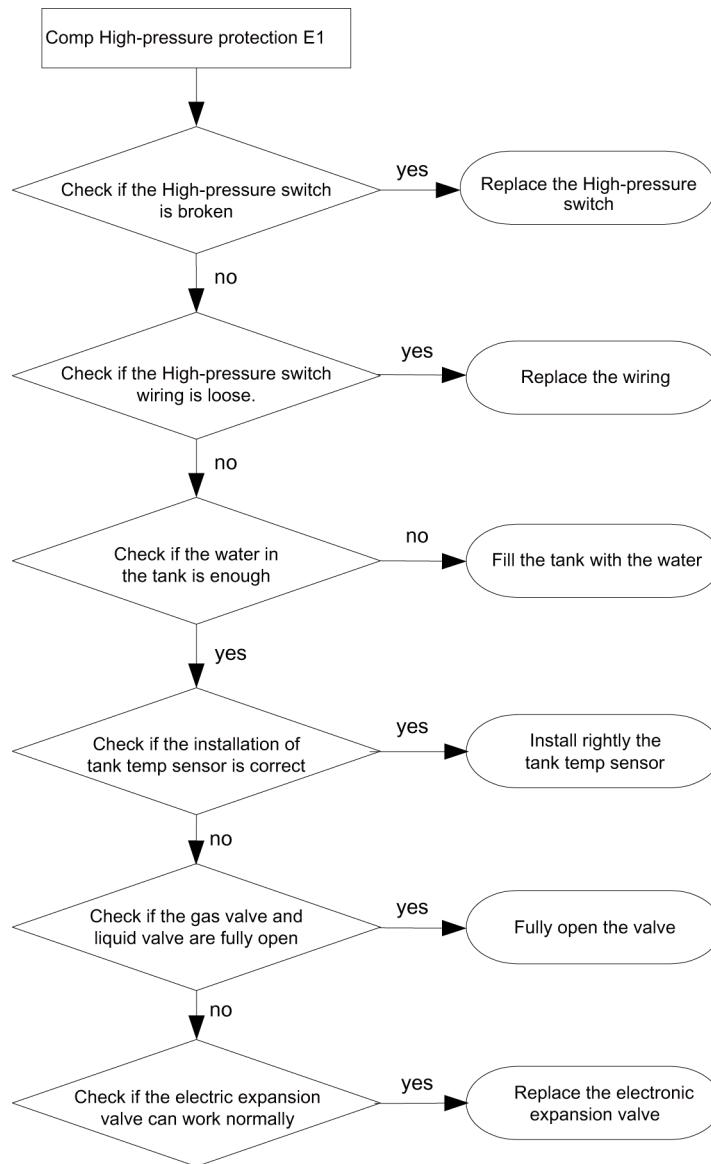 Comp High-pressure protection E1
Check if the High-pressure switch
is broken
yes
Replace the High-pressure
switch
no
Check if the High-pressure switch
wiring is loose.
yes
Replace the wiring
no
Check if the water in
the tank is enough
no
Fill the tank with the water
yes
Check if the installation of
tank temp sensor is correct
yes
Install rightly the
tank temp sensor
no
Check if the gas valve and
liquid valve are fully open
yes
Fully open the valve
no
Check if the electric expansion
valve can work normally
yes
Replace the electronic
expansion valve